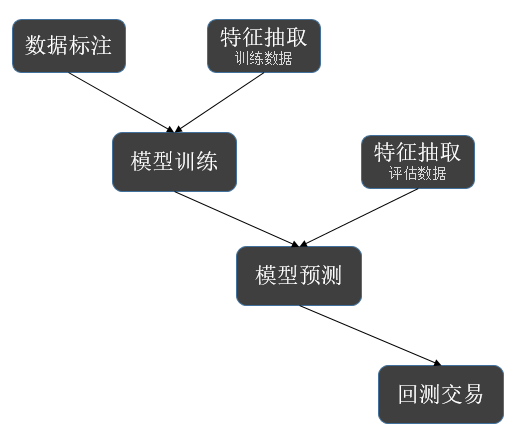 数据标注
特征抽取
训练数据
模型训练
特征抽取
评估数据
模型预测
回测交易